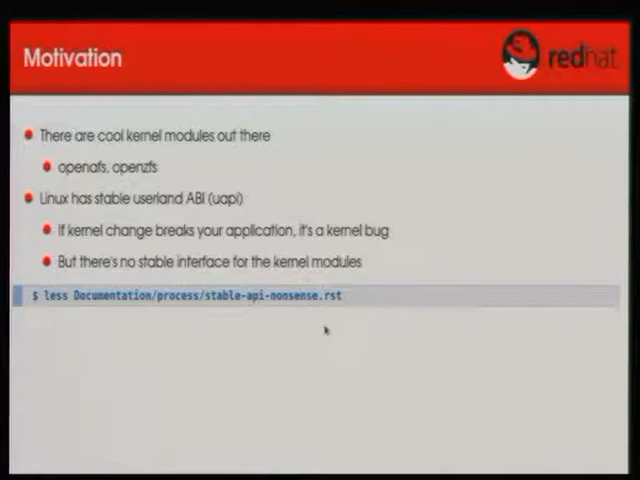 Motivation
redhat
There are cool kernel modules out there
openafs, openzfs
Linux has stable userland ABI (uapi)
If kernel change breaks your application, it's a kernel bug
But there's no stable interface for the kernel modules
$ less Documentation/process/stable-api-nonsense.rst